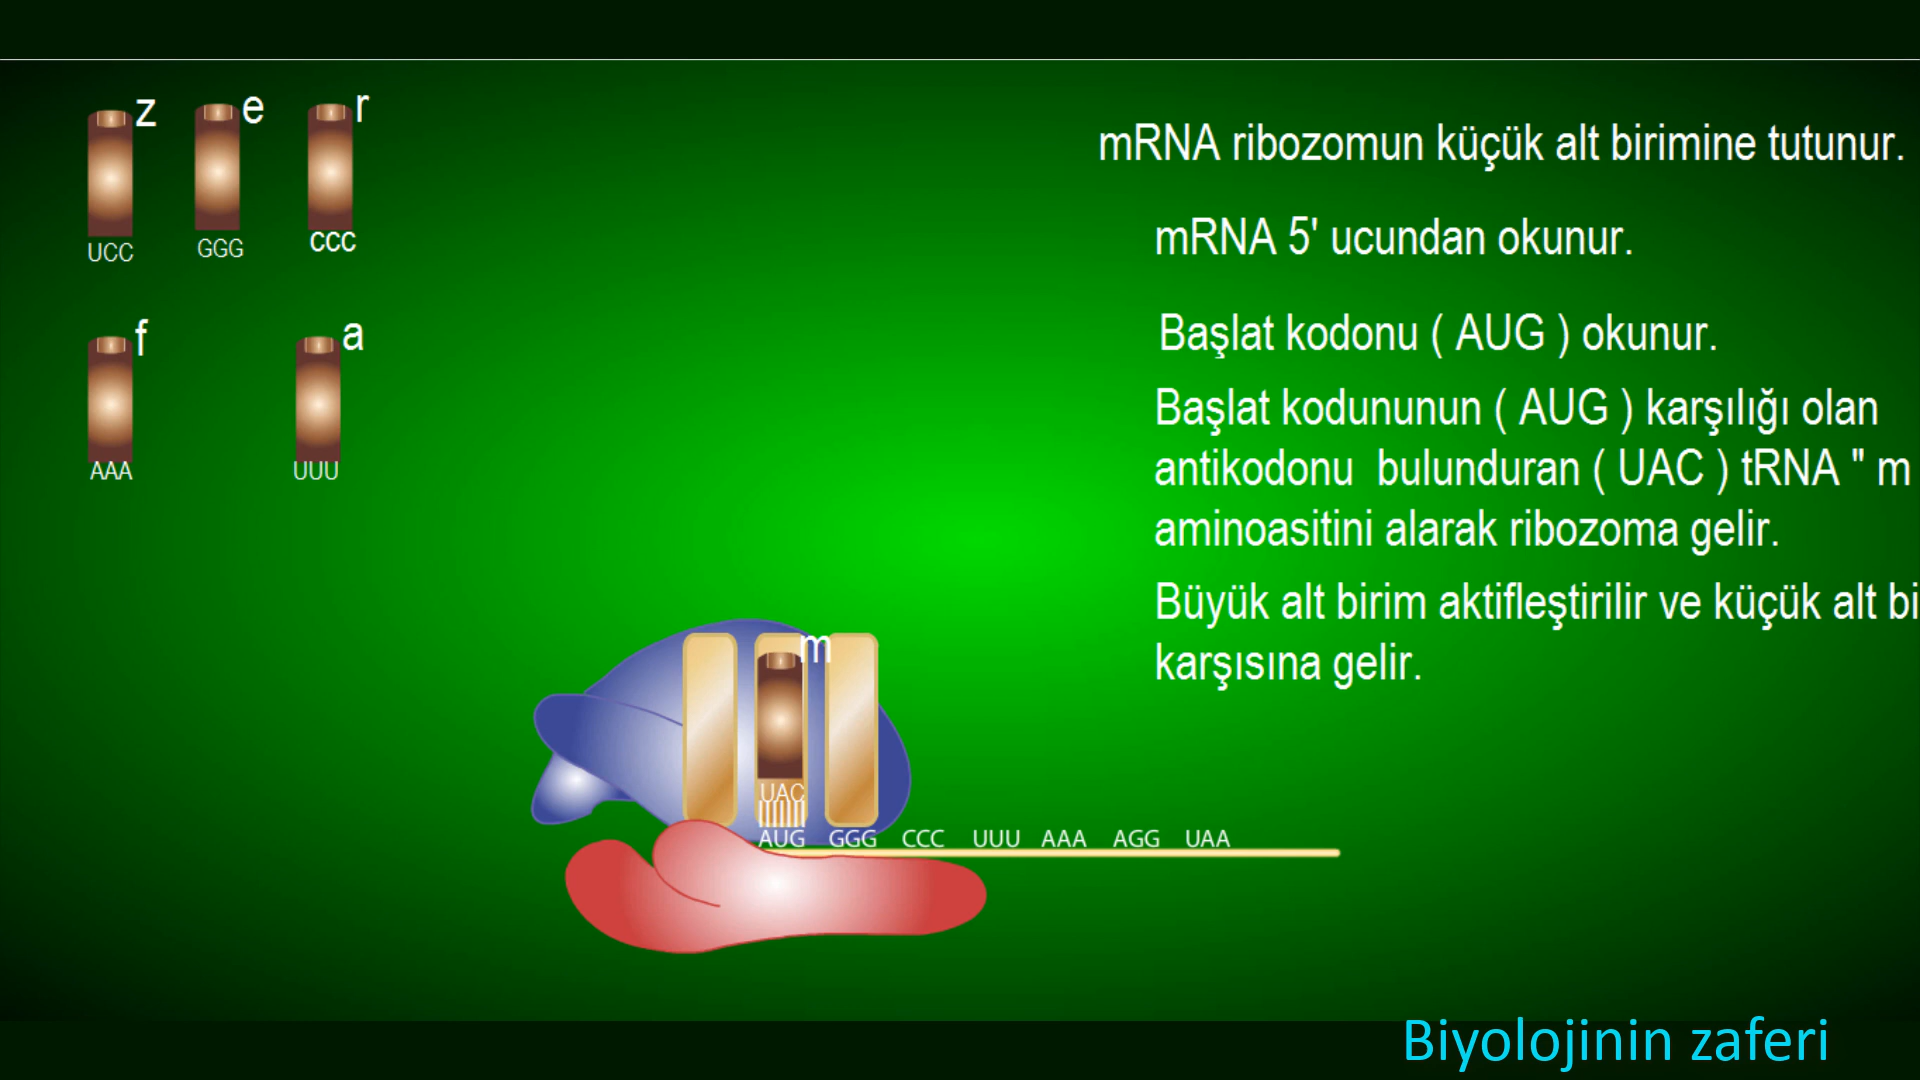 z e r
UCC GGG CCC
f a
AAA UUU
mRNA ribozomun küçük alt birimine tutunur.
mRNA 5' ucundan okunur.
Başlat kodonu ( AUG ) okunur.
Başlat kodununun ( AUG ) karşılığı olan
antikodonu bulunduran ( UAC ) tRNA " m
aminoasitini alarak ribozoma gelir.
Büyük alt birim aktifleştirilir ve küçük alt bi
karşısına gelir.
m
UAC
AUG GGG CCC UUU AAA AGG UAA
Biyolojinin zaferi